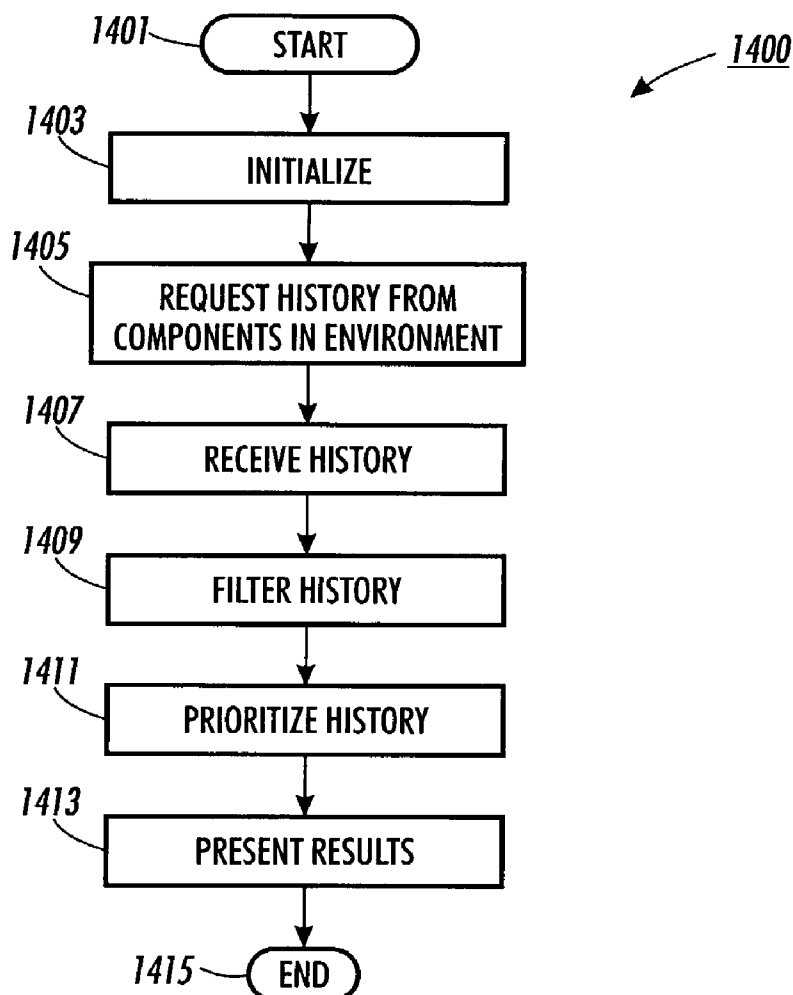 1401
START
1400
1403
INITIALIZE
1405
REQUEST HISTORY FROM
COMPONENTS IN ENVIRONMENT
1407
RECEIVE HISTORY
1409
FILTER HISTORY
1411
PRIORITIZE HISTORY
1413
PRESENT RESULTS
1415
END